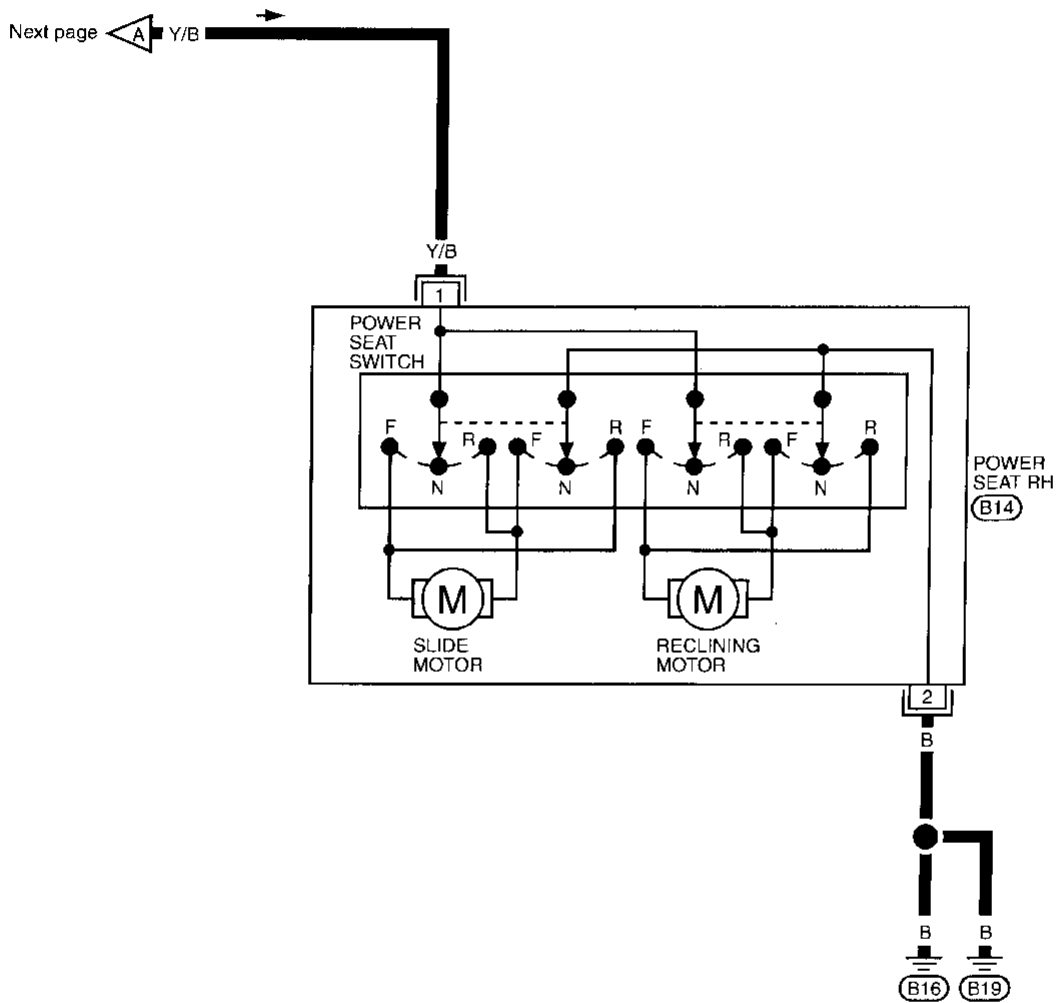 Next page A Y/B
Y/B
1
POWER
SEAT
SWITCH
F R F R F R F R
N N N N
POWER
SEAT RH
B14
M M
SLIDE
MOTOR
RECLINING
MOTOR
2
B
B B
B16 B19